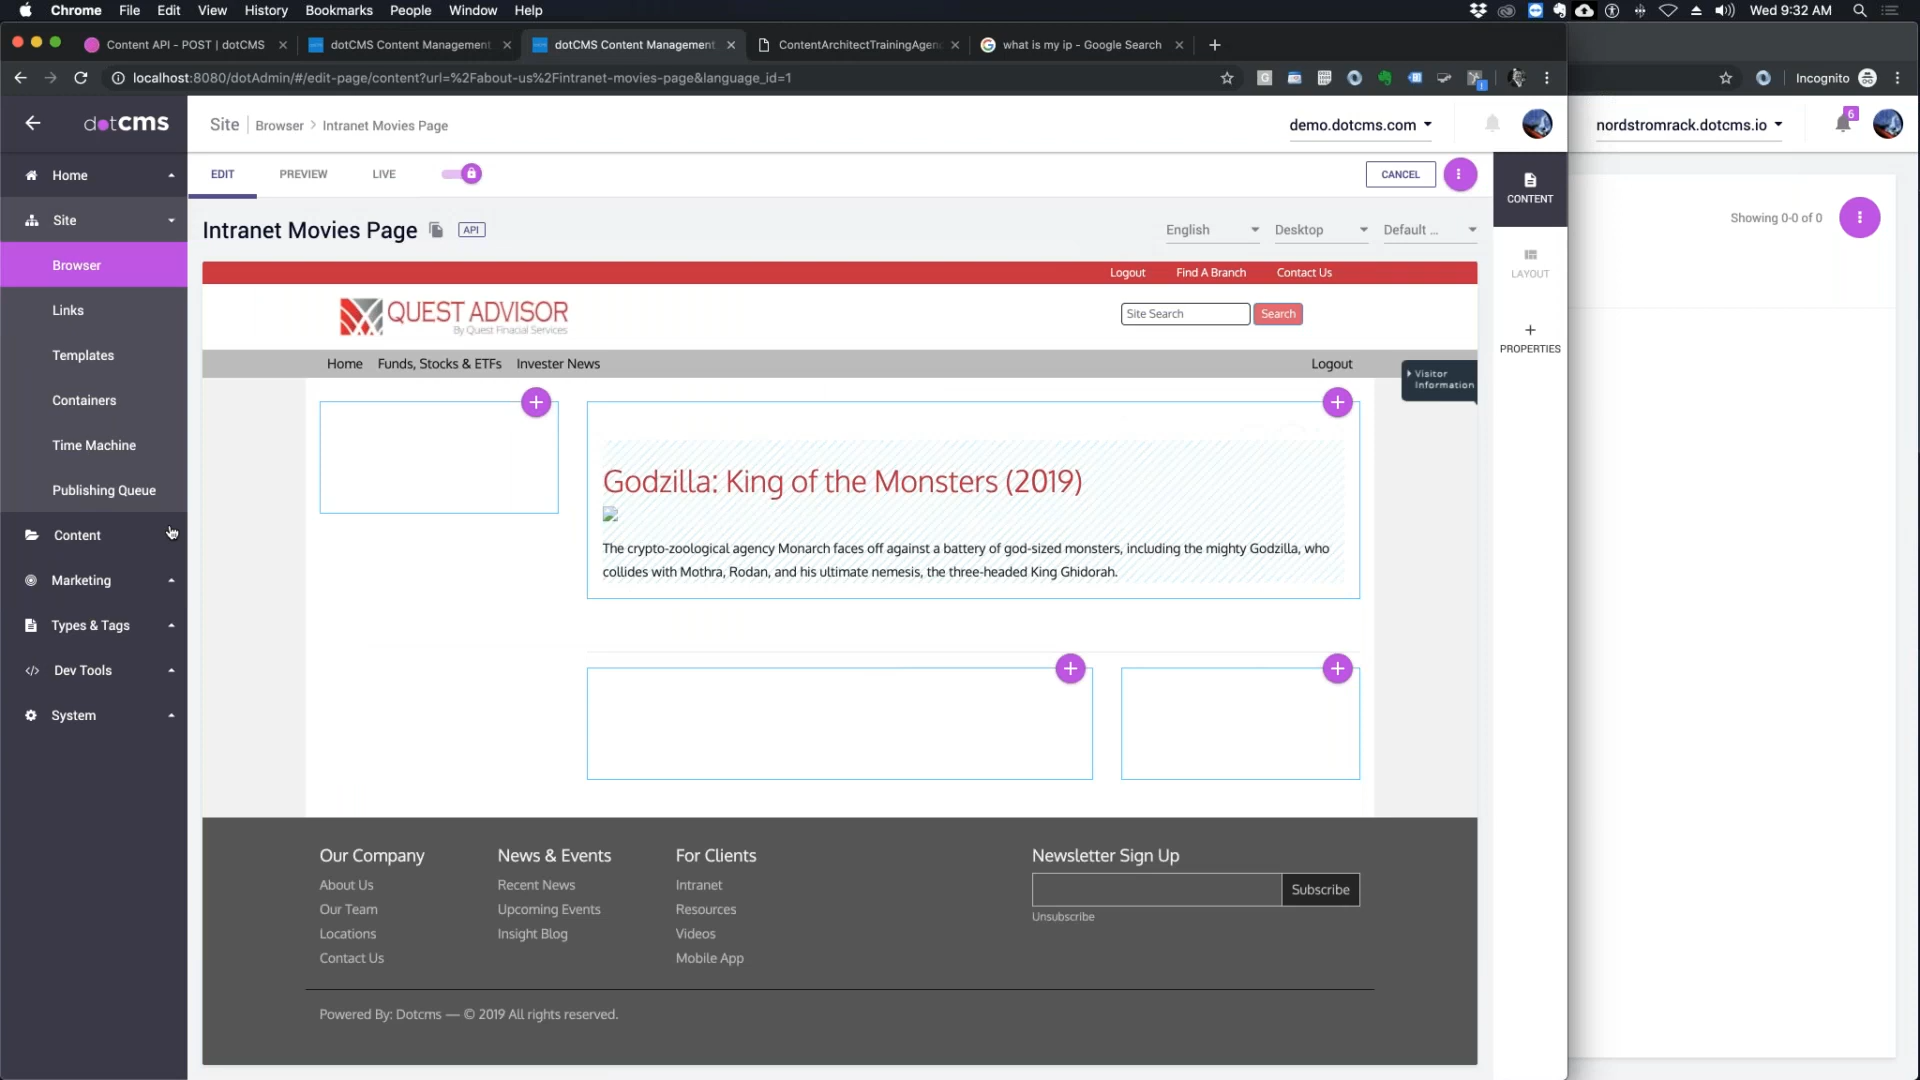 Chrome File Edit View History Bookmarks People Window Help Wed 9:32 AM
Content API - POST | dotCMS dotCMS Content Management dotCMS Content Management ContentArchitectTrainingAgen what is my ip - Google Search
localhost:8080/dotAdmin/#/edit-page/content?url=%2Fabout-us%2Fintranet-movies-page&language_id=1 Incognito
dotCMS
Site Browser > Intranet Movies Page demo.dotcms.com nordstromrack.dotcms.io 6
Home
Site
Browser
Links
Templates
Containers
Time Machine
Publishing Queue
Content
Marketing
Types & Tags
Dev Tools
System
EDIT PREVIEW LIVE CANCEL
CONTENT
LAYOUT
PROPERTIES
Showing 0-0 of 0
Intranet Movies Page API English Desktop Default ...
Logout Find A Branch Contact Us
QUEST ADVISOR
By Quest Finacial Services
Site Search Search
Home Funds, Stocks & ETFs Invester News Logout
Visitor
Information
Godzilla: King of the Monsters (2019)
The crypto-zoological agency Monarch faces off against a battery of god-sized monsters, including the mighty Godzilla, who
collides with Mothra, Rodan, and his ultimate nemesis, the three-headed King Ghidorah.
Our Company
About Us
Our Team
Locations
Contact Us
News & Events
Recent News
Upcoming Events
Insight Blog
For Clients
Intranet
Resources
Videos
Mobile App
Newsletter Sign Up
Subscribe
Unsubscribe
Powered By: Dotcms — © 2019 All rights reserved.